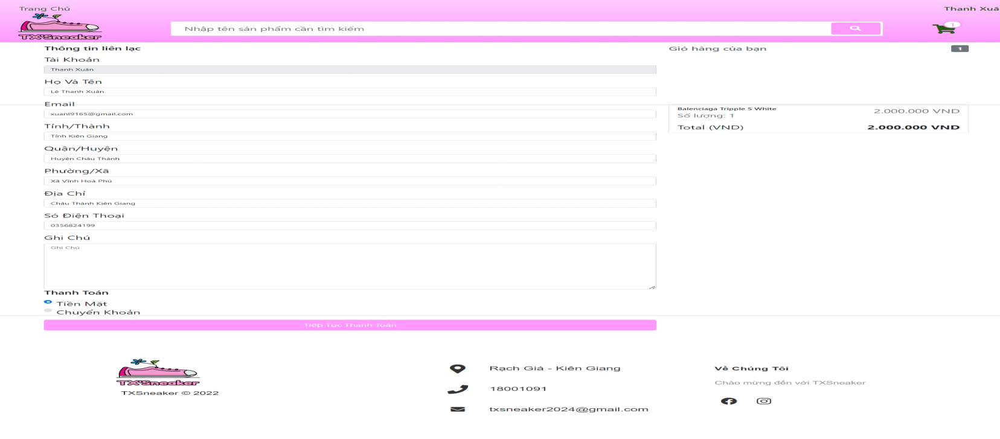 Trang Chủ
Thanh Xuâ
TX'Sneaker
Nhập tên sản phẩm cần tìm kiếm
1
Thông tin liên lạc
Tài Khoản
Thanh Xuân
Họ Và Tên
Lê Thanh Xuân
Email
xuanl9165@gmail.com
Tỉnh/Thành
Tỉnh Kiên Giang
Quận/Huyện
Huyện Châu Thành
Phường/Xã
Xã Vĩnh Hoà Phú
Địa Chỉ
Châu Thành Kiên Giang
Số Điện Thoại
0356824199
Ghi Chú
Ghi Chú
Thanh Toán
Tiền Mặt
Chuyển Khoản
Tiếp Tục Thanh Toán
Giỏ hàng của bạn
1
Balenciaga Tripple S White
2.000.000 VND
Số lượng: 1
Total (VND)
2.000.000 VND
TX'Sneaker
TXSneaker © 2022
Rạch Giá - Kiên Giang
18001091
txsneaker2024@gmail.com
Về Chúng Tôi
Chào mừng đến với TXSneaker